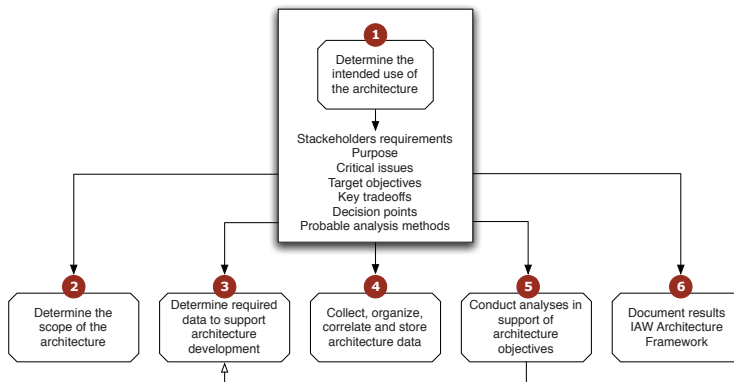 1
Determine the
intended use of
the architecture
Stackeholders requirements
Purpose
Critical issues
Target objectives
Key tradeoffs
Decision points
Probable analysis methods
2
Determine the
scope of the
architecture
3
Determine required
data to support
architecture
development
4
Collect, organize,
correlate and store
architecture data
5
Conduct analyses in
support of
architecture
objectives
6
Document results
IAW Architecture
Framework